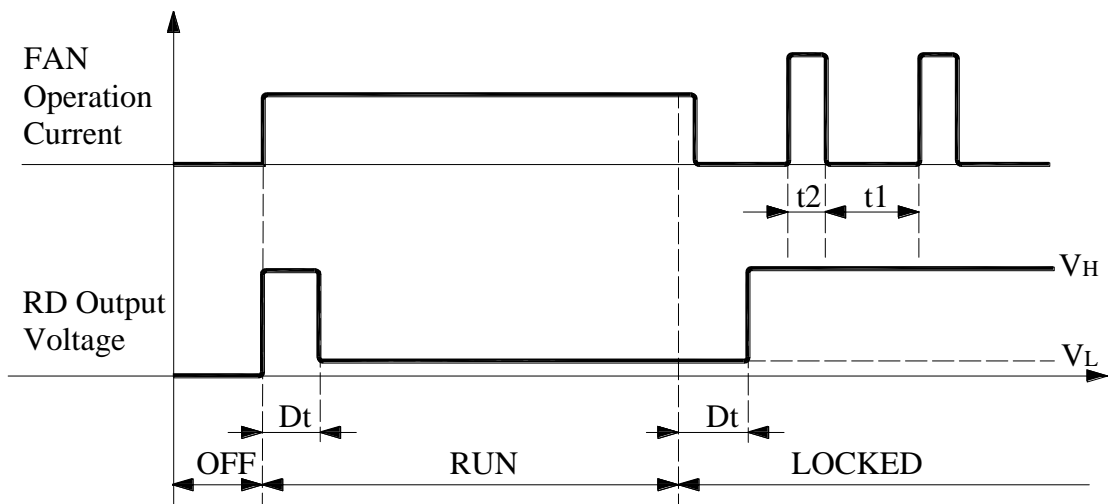 FAN
Operation
Current
t2
t1
RD Output
Voltage
VH
VL
Dt
Dt
OFF
RUN
LOCKED